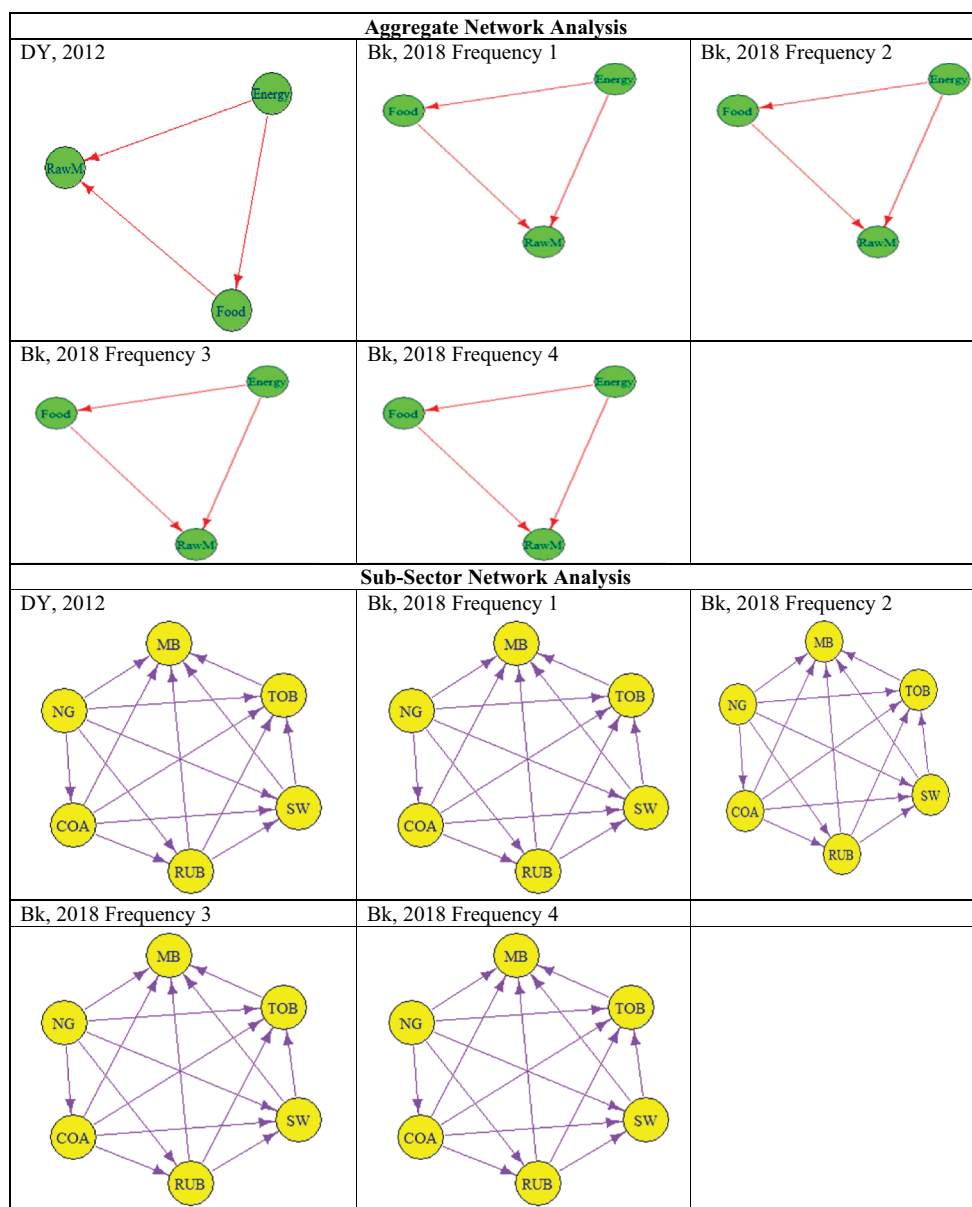 Aggregate Network Analysis
DY, 2012
Bk, 2018 Frequency 1
Bk, 2018 Frequency 2
Energy
RawM
Food
Energy
Food
RawM
Energy
Food
RawM
Bk, 2018 Frequency 3
Bk, 2018 Frequency 4
Energy
Food
RawM
Energy
Food
RawM
Sub-Sector Network Analysis
DY, 2012
Bk, 2018 Frequency 1
Bk, 2018 Frequency 2
MB
TOB
NG
SW
COA
RUB
MB
TOB
NG
SW
COA
RUB
MB
TOB
NG
SW
COA
RUB
Bk, 2018 Frequency 3
Bk, 2018 Frequency 4
MB
TOB
NG
SW
COA
RUB
MB
TOB
NG
SW
COA
RUB